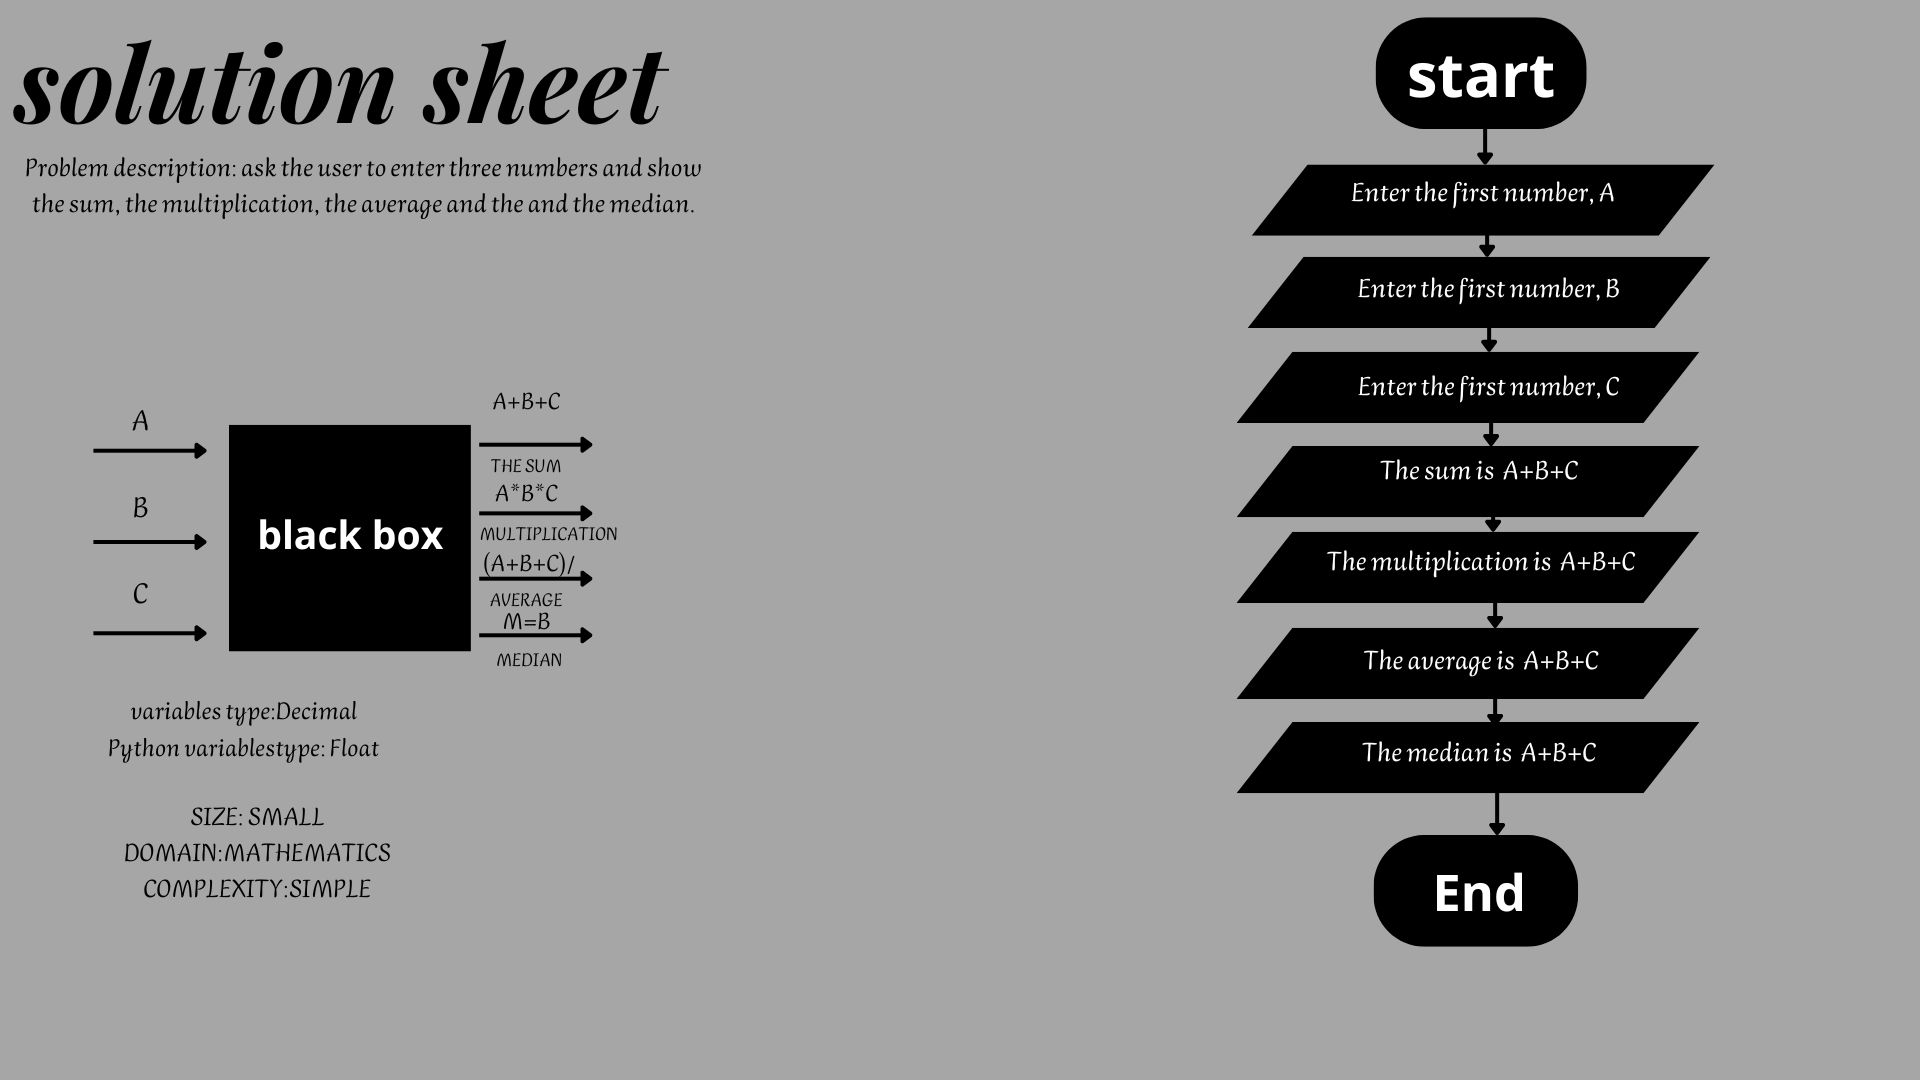 solution sheet
Problem description: ask the user to enter three numbers and show
the sum, the multiplication, the average and the and the median.
A
B
C
black box
A+B+C
THE SUM
A*B*C
MULTIPLICATION
(A+B+C)/
AVERAGE
M=B
MEDIAN
variables type:Decimal
Python variablestype: Float
SIZE: SMALL
DOMAIN:MATHEMATICS
COMPLEXITY:SIMPLE
start
Enter the first number, A
Enter the first number, B
Enter the first number, C
The sum is A+B+C
The multiplication is A+B+C
The average is A+B+C
The median is A+B+C
End